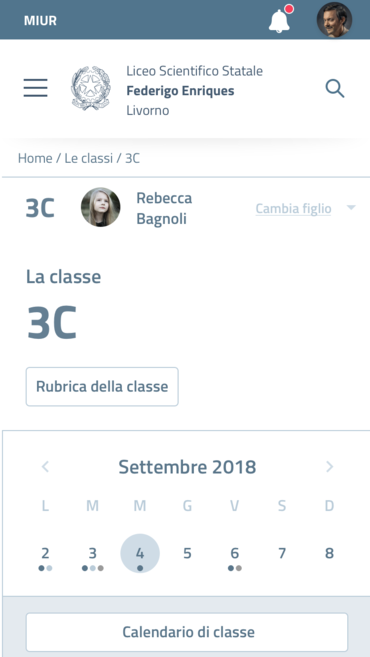 MIUR
Liceo Scientifico Statale
Federigo Enriques
Livorno
Home / Le classi / 3C
3C
Rebecca
Bagnoli
Cambia figlio
La classe
3C
Rubrica della classe
Settembre 2018
L M M G V S D
2 3 4 5 6 7 8
Calendario di classe